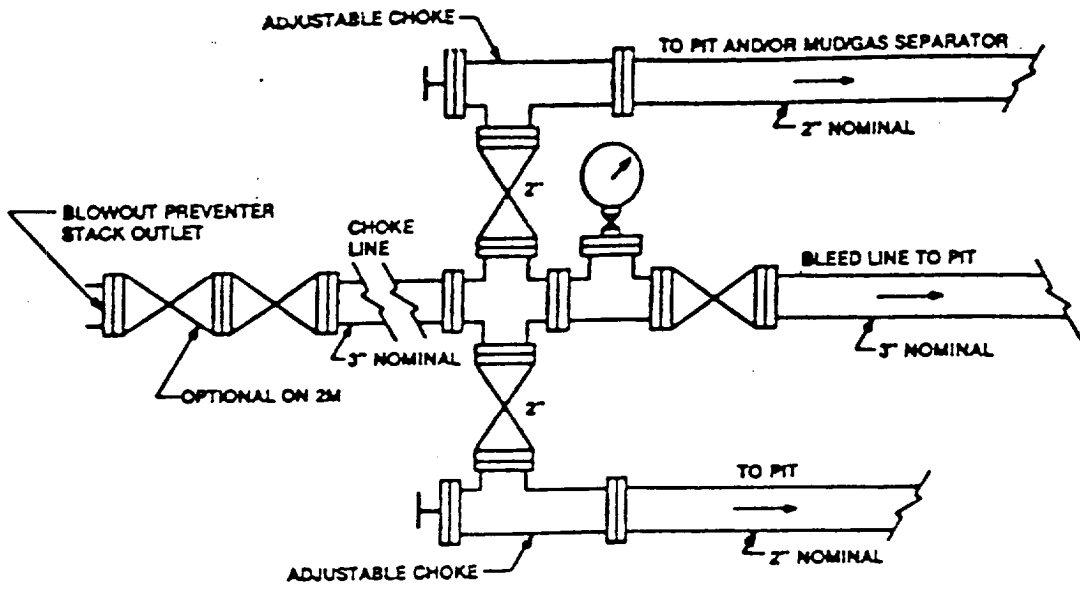 ADJUSTABLE CHOKE
TO PIT AND/OR MUD/GAS SEPARATOR
2" NOMINAL
2"
BLOWOUT PREVENTER
STACK OUTLET
CHOKE
LINE
BLEED LINE TO PIT
3" NOMINAL
3" NOMINAL
OPTIONAL ON 2M
2"
TO PIT
2" NOMINAL
ADJUSTABLE CHOKE